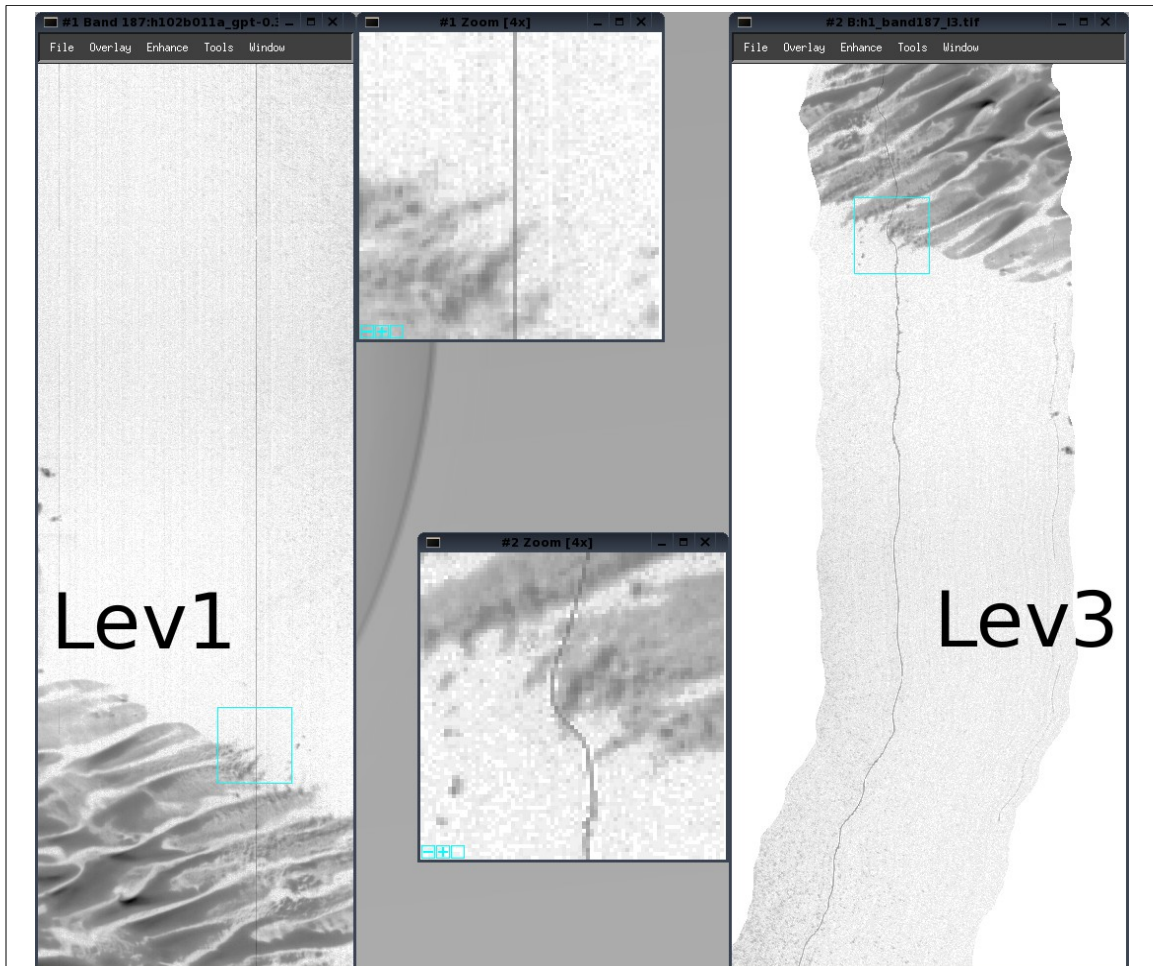 #1 Band 187:h102b011a_gpt-0.:
File Overlay Enhance Tools Window
Lev1
#1 Zoom [4x]
#2 Zoom [4x]
#2 B:h1_band187_l3.tif
File Overlay Enhance Tools Window
Lev3